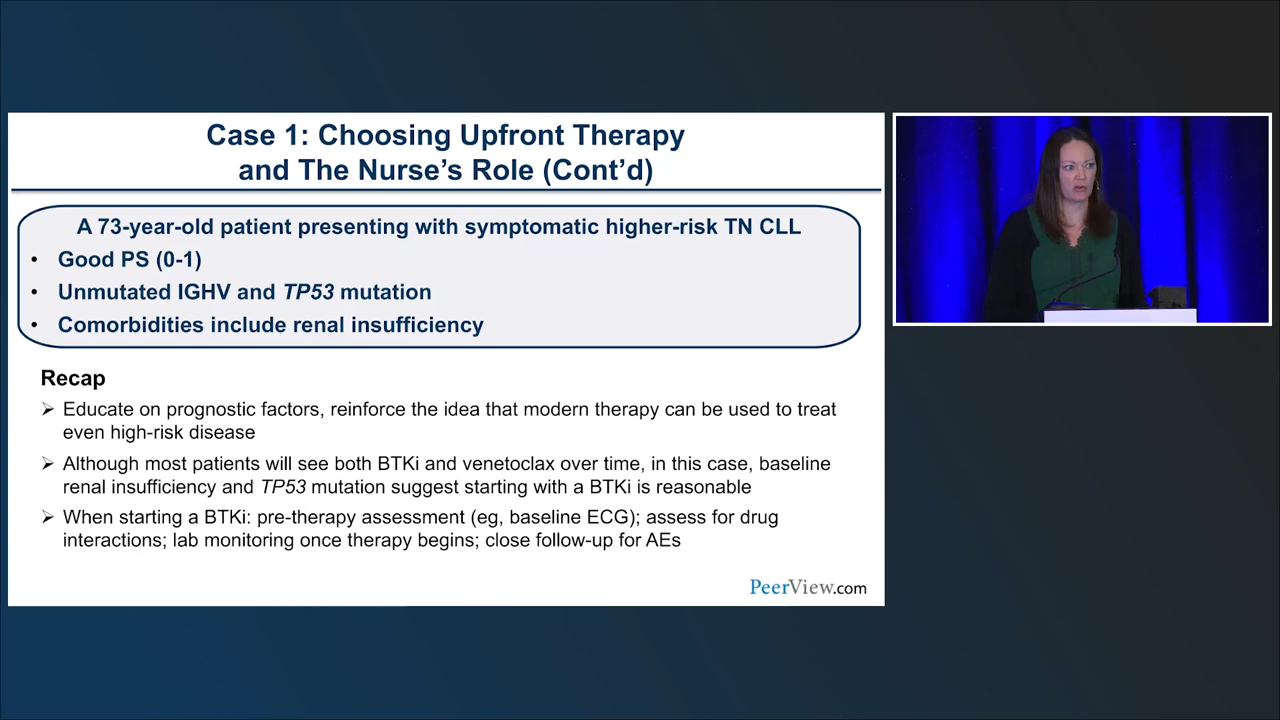 Case 1: Choosing Upfront Therapy
and The Nurse's Role (Cont'd)
A 73-year-old patient presenting with symptomatic higher-risk TN CLL
• Good PS (0-1)
• Unmutated IGHV and TP53 mutation
• Comorbidities include renal insufficiency
Recap
➢ Educate on prognostic factors, reinforce the idea that modern therapy can be used to treat
even high-risk disease
➢ Although most patients will see both BTKi and venetoclax over time, in this case, baseline
renal insufficiency and TP53 mutation suggest starting with a BTKi is reasonable
➢ When starting a BTKi: pre-therapy assessment (eg, baseline ECG); assess for drug
interactions; lab monitoring once therapy begins; close follow-up for AEs
PeerView.com